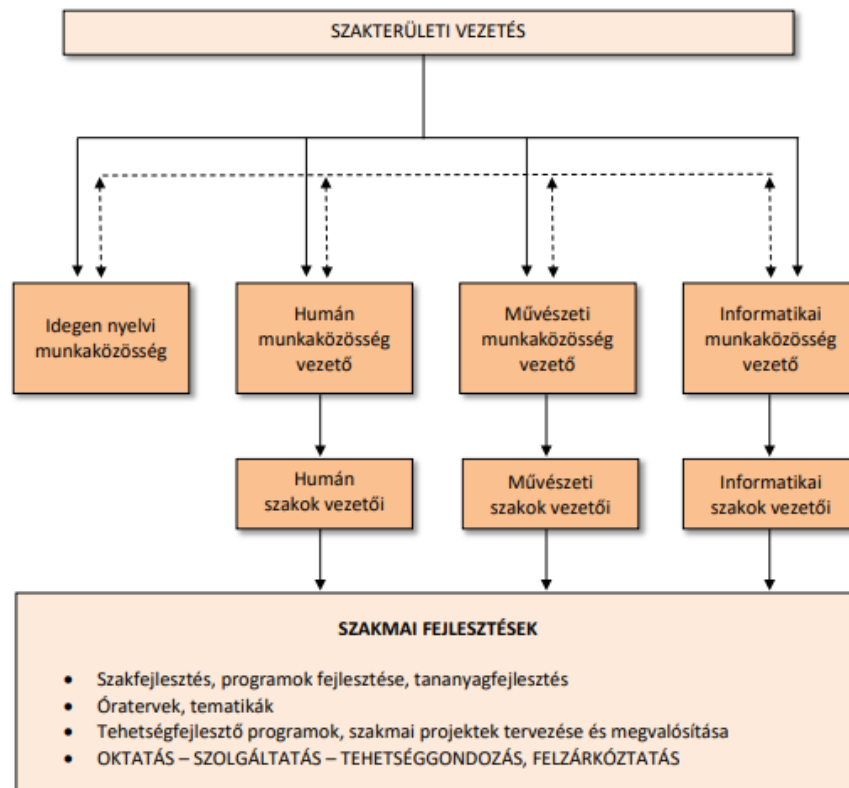 SZAKTERÜLETI VEZETÉS
Idegen nyelvi
munkaközösség
Humán
munkaközösség
vezető
Művészeti
munkaközösség
vezető
Informatikai
munkaközösség
vezető
Humán
szakok vezetői
Művészeti
szakok vezetői
Informatikai
szakok vezetői
SZAKMAI FEJLESZTÉSEK
• Szakfejlesztés, programok fejlesztése, tananyagfejlesztés
• Óratervek, tematikák
• Tehetségfejlesztő programok, szakmai projektek tervezése és megvalósítása
• OKTATÁS – SZOLGÁLTATÁS – TEHETSÉGGONDOZÁS, FELZÁRKÓZTATÁS